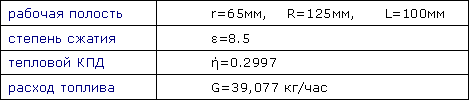 рабочая полость r=65мм, R=125мм, L=100мм
степень сжатия ε=8.5
тепловой КПД ή=0.2997
расход топлива G=39,077 кг/час